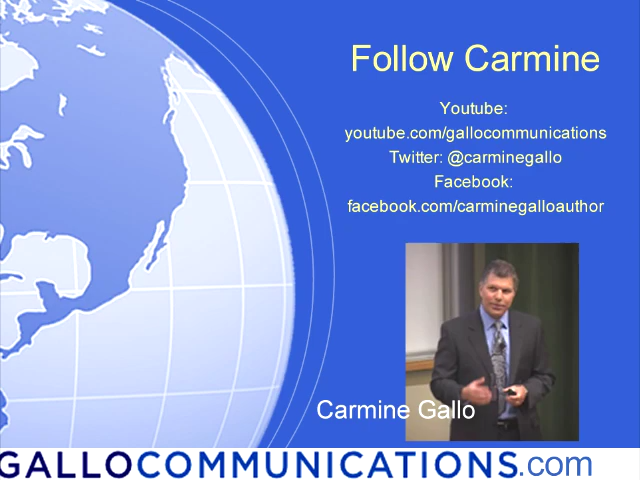 Follow Carmine
Youtube:
youtube.com/gallocommunications
Twitter: @carminegallo
Facebook:
facebook.com/carminegalloauthor
Carmine Gallo
GALLOCOMMUNICATIONS.com